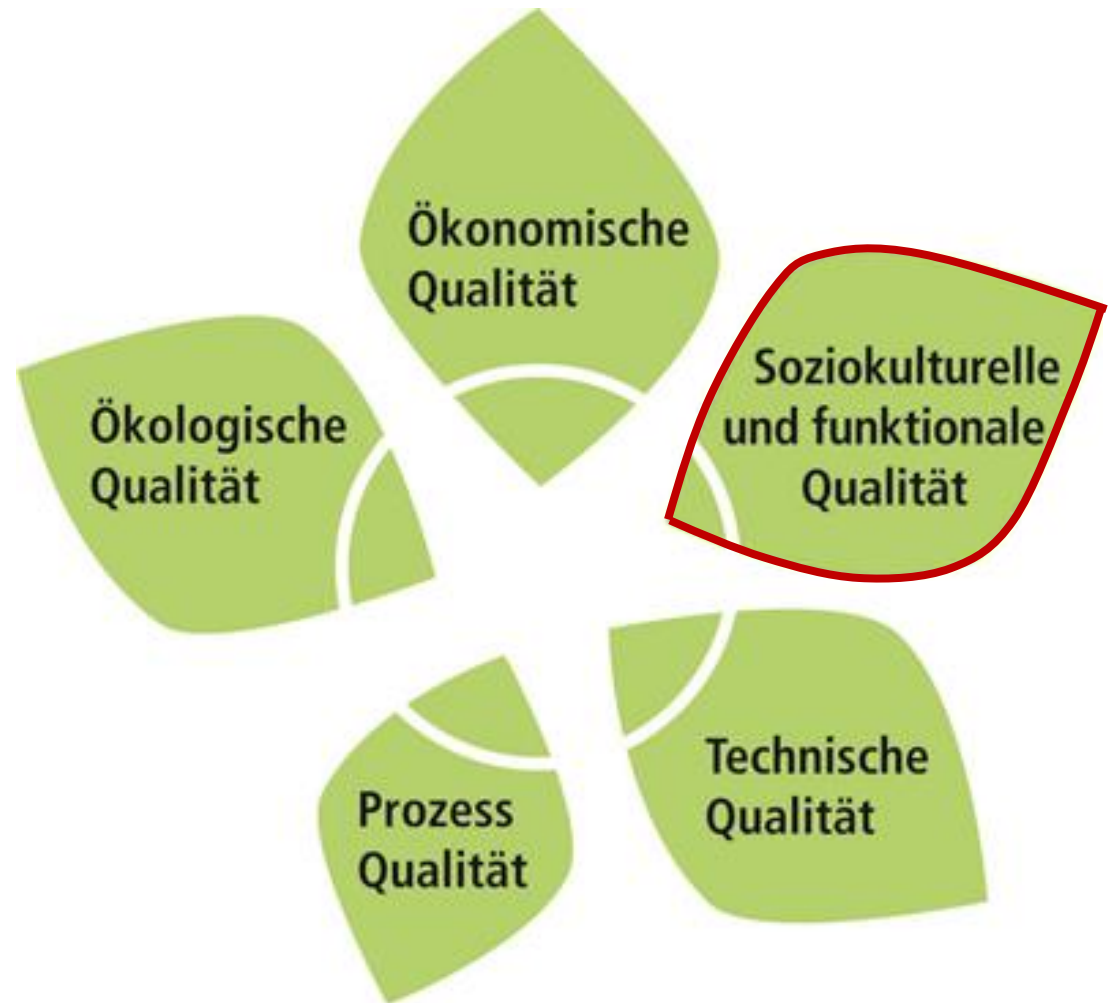 Ökonomische
Qualität
Soziokulturelle
und funktionale
Qualität
Ökologische
Qualität
Technische
Qualität
Prozess
Qualität